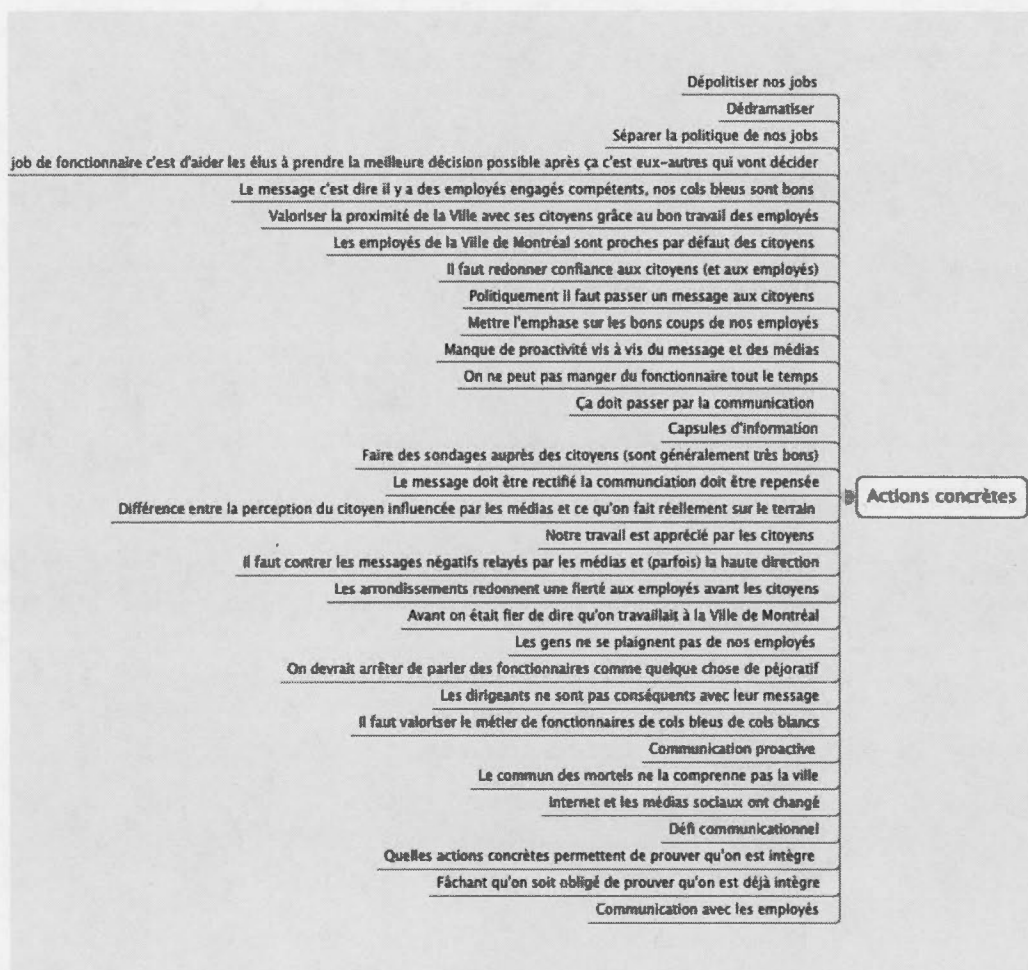 Dépolitiser nos jobs
Dédramatiser
Séparer la politique de nos jobs
job de fonctionnaire c'est d'aider les élus à prendre la meilleure décision possible après ça c'est eux-autres qui vont décider
Le message c'est dire il y a des employés engagés compétents, nos cols bleus sont bons
Valoriser la proximité de la Ville avec ses citoyens grâce au bon travail des employés
Les employés de la Ville de Montréal sont proches par défaut des citoyens
Il faut redonner confiance aux citoyens (et aux employés)
Politiquement il faut passer un message aux citoyens
Mettre l'emphase sur les bons coups de nos employés
Manque de proactivité vis à vis du message et des médias
On ne peut pas manger du fonctionnaire tout le temps
Ça doit passer par la communication
Capsules d'information
Faire des sondages auprès des citoyens (sont généralement très bons)
Le message doit être rectifié la communciation doit être repensée
Actions concrètes
Différence entre la perception du citoyen influencée par les médias et ce qu'on fait réellement sur le terrain
Notre travail est apprécié par les citoyens
Il faut contrer les messages négatifs relayés par les médias et (parfois) la haute direction
Les arrondissements redonnent une fierté aux employés avant les citoyens
Avant on était fier de dire qu'on travaillait à la Ville de Montréal
Les gens ne se plaignent pas de nos employés
On devrait arrêter de parler des fonctionnaires comme quelque chose de péjoratif
Les dirigeants ne sont pas conséquents avec leur message
Il faut valoriser le métier de fonctionnaires de cols bleus de cols blancs
Communication proactive
Le commun des mortels ne la comprenne pas la ville
Internet et les médias sociaux ont changé
Défi communicationnel
Quelles actions concrètes permettent de prouver qu'on est intègre
Fâchant qu'on soit obligé de prouver qu'on est déjà intègre
Communication avec les employés